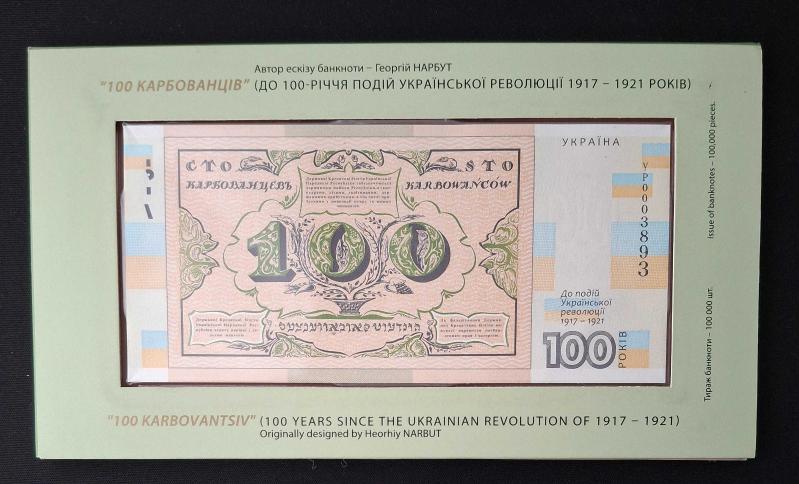 Автор ескізу банкноти – Георгій НАРБУТ
"100 КАРБОВАНЦІВ" (ДО 100-РІЧЧЯ ПОДІЙ УКРАЇНСЬКОЇ РЕВОЛЮЦІЇ 1917 – 1921 РОКІВ)
СТО
КАРБОВАНЦЕВЪ
STO
KARBOWAŃCÓW
100
הונדערט קארבאוואנעצעס
УКРАЇНА
УР0003893
До подій
Української
революції
1917 – 1921
100
РОКІВ
Issue of banknotes – 100,000 pieces.
Тираж банкноти – 100 000 шт.
"100 KARBOVANTSIV" (100 YEARS SINCE THE UKRAINIAN REVOLUTION OF 1917 – 1921)
Originally designed by Heorhiy NARBUT